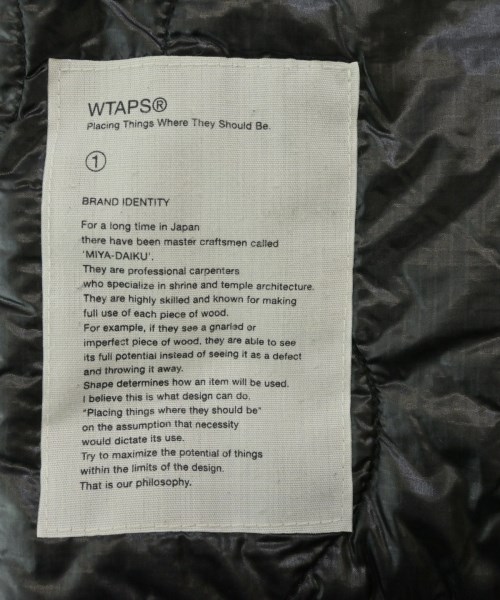 WTAPS®
Placing Things Where They Should Be.
①
BRAND IDENTITY
For a long time in Japan
there have been master craftsmen called
'MIYA-DAIKU'.
They are professional carpenters
who specialize in shrine and temple architecture.
They are highly skilled and known for making
full use of each piece of wood.
For example, if they see a gnarled or
imperfect piece of wood, they are able to see
its full potential instead of seeing it as a defect
and throwing it away.
Shape determines how an item will be used.
I believe this is what design can do.
"Placing things where they should be"
on the assumption that necessity
would dictate its use.
Try to maximize the potential of things
within the limits of the design.
That is our philosophy.